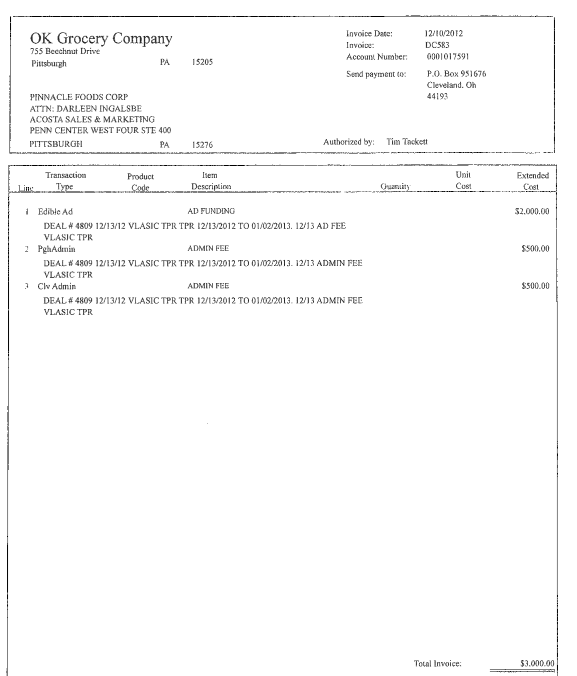 OK Grocery Company
755 Beechnut Drive
Pittsburgh PA 15205
Invoice Date: 12/10/2012
Invoice: DC583
Account Number: 0001017591
Send payment to: P.O. Box 951676
Cleveland, Oh
44193
PINNACLE FOODS CORP
ATTN: DARLEEN INGALSBE
ACOSTA SALES & MARKETING
PENN CENTER WEST FOUR STE 400
PITTSBURGH PA 15276
Authorized by: Tim Tackett
Line Transaction Type Product Code Item Description Quantity Unit Cost Extended Cost
1 Edible Ad AD FUNDING $2,000.00
DEAL # 4809 12/13/12 VLASIC TPR TPR 12/13/2012 TO 01/02/2013. 12/13 AD FEE
VLASIC TPR
2 PghAdmin ADMIN FEE $500.00
DEAL # 4809 12/13/12 VLASIC TPR TPR 12/13/2012 TO 01/02/2013. 12/13 ADMIN FEE
VLASIC TPR
3 Clv Admin ADMIN FEE $500.00
DEAL # 4809 12/13/12 VLASIC TPR TPR 12/13/2012 TO 01/02/2013. 12/13 ADMIN FEE
VLASIC TPR
Total Invoice: $3,000.00